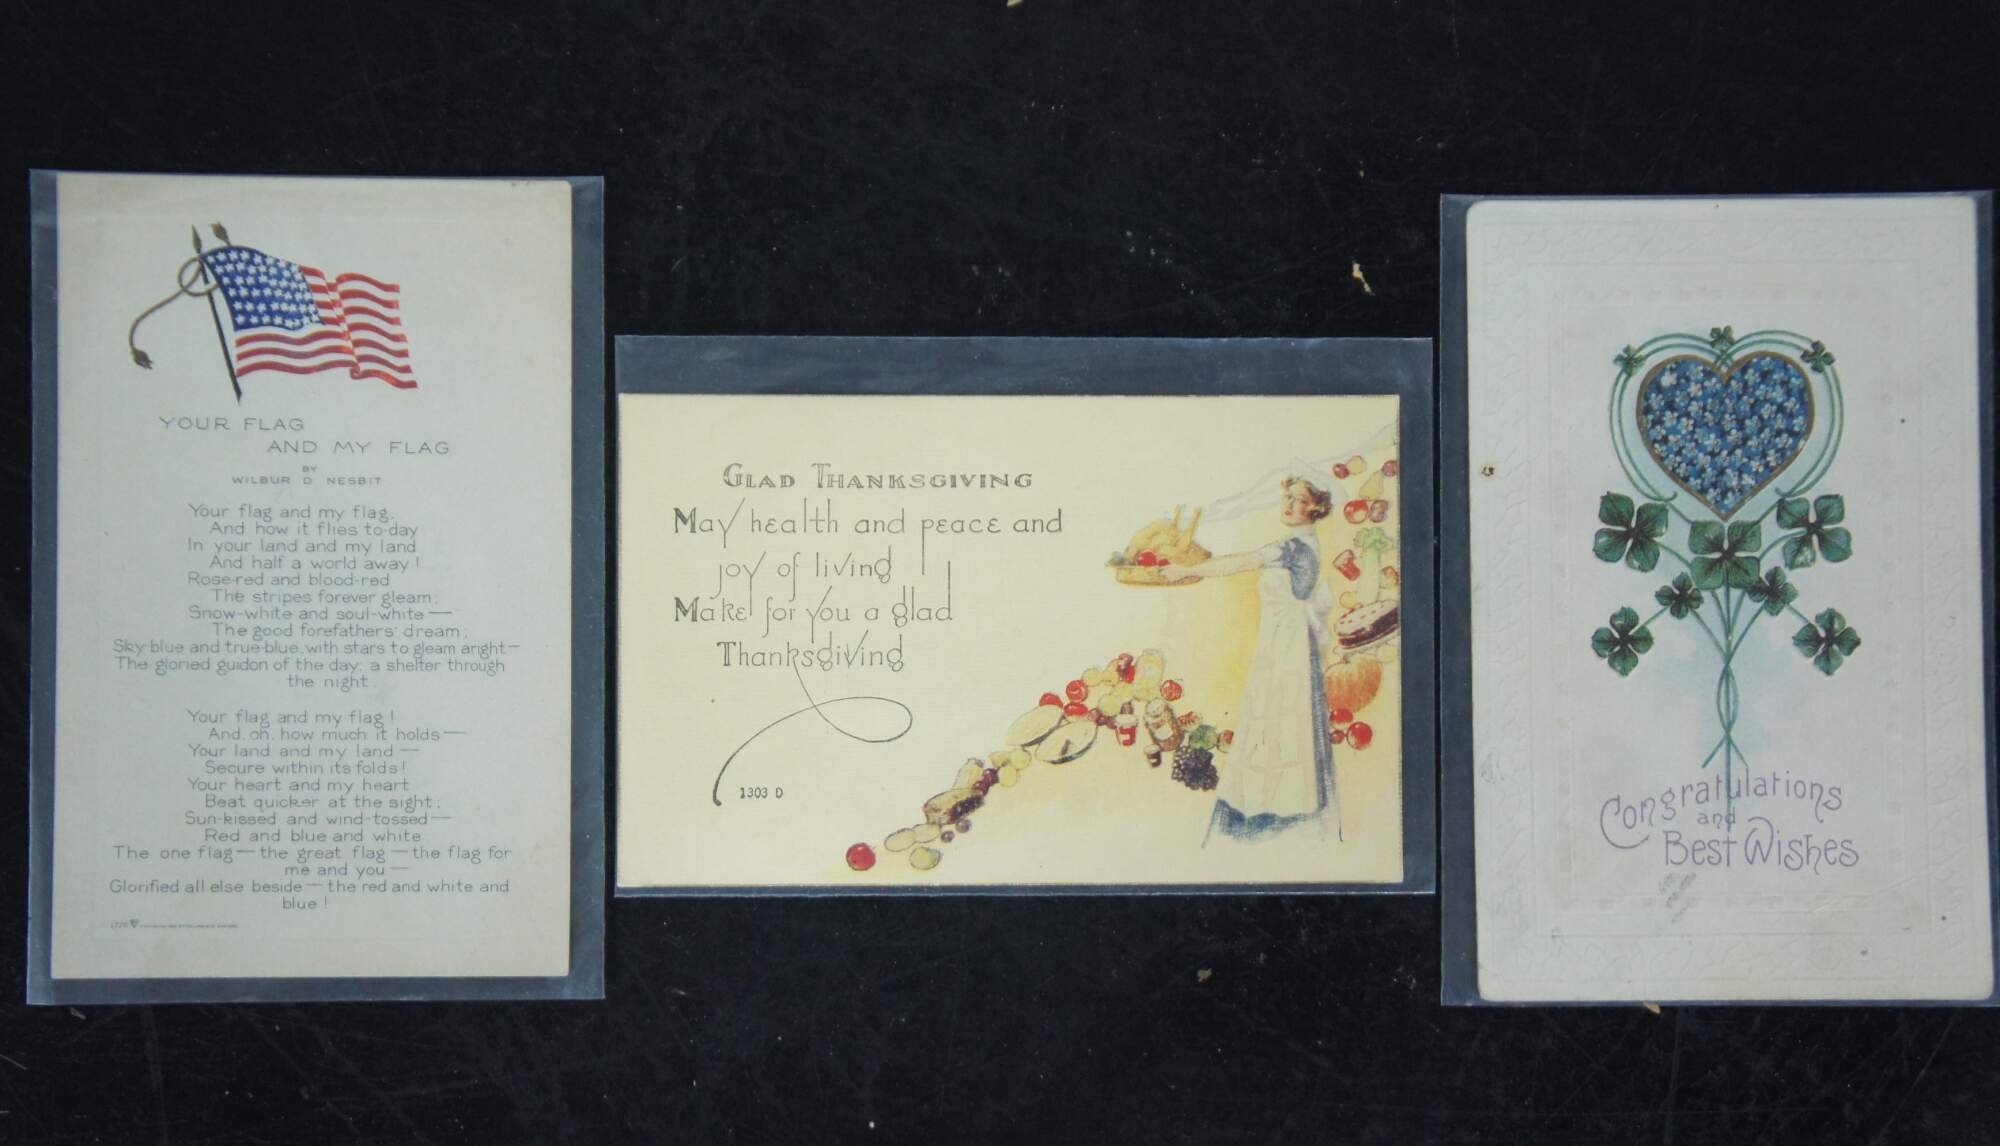 YOUR FLAG
AND MY FLAG
BY
WILBUR D NESBIT
Your flag and my flag,
And how it flies to-day
In your land and my land
And half a world away!
Rose-red and blood-red
The stripes forever gleam;
Snow-white and soul-white—
The good forefathers' dream;
Sky-blue and true-blue, with stars to gleam aright—
The gloried guidon of the day; a shelter through
the night.
Your flag and my flag!
And, oh, how much it holds—
Your land and my land—
Secure within its folds!
Your heart and my heart
Beat quicker at the sight;
Sun-kissed and wind-tossed—
Red and blue and white
The one flag—the great flag—the flag for
me and you—
Glorified all else beside—the red and white and
blue!
GLAD THANKSGIVING
May health and peace and
joy of living
Make for you a glad
Thanksgiving
1303 D
Congratulations
and
Best Wishes